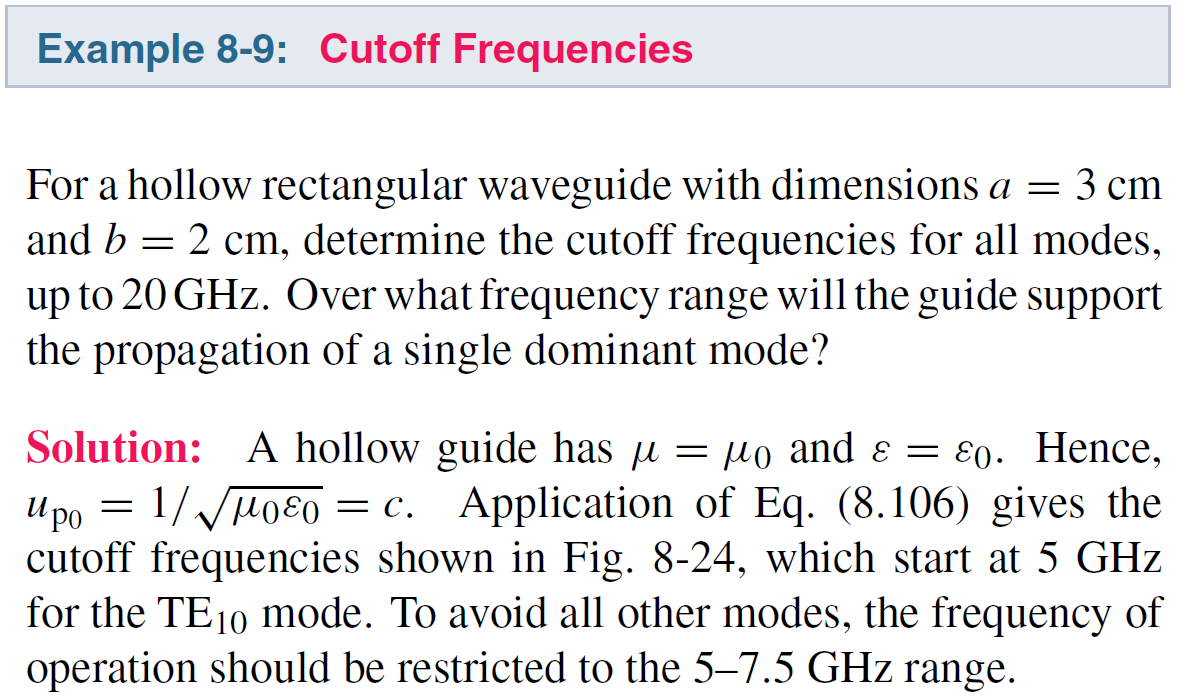 Example 8-9: Cutoff Frequencies
For a hollow rectangular waveguide with dimensions a = 3 cm
and b = 2 cm, determine the cutoff frequencies for all modes,
up to 20 GHz. Over what frequency range will the guide support
the propagation of a single dominant mode?
Solution: A hollow guide has μ = μ₀ and ε = ε₀. Hence,
uₚ₀ = 1/√μ₀ε₀ = c. Application of Eq. (8.106) gives the
cutoff frequencies shown in Fig. 8-24, which start at 5 GHz
for the TE₁₀ mode. To avoid all other modes, the frequency of
operation should be restricted to the 5–7.5 GHz range.